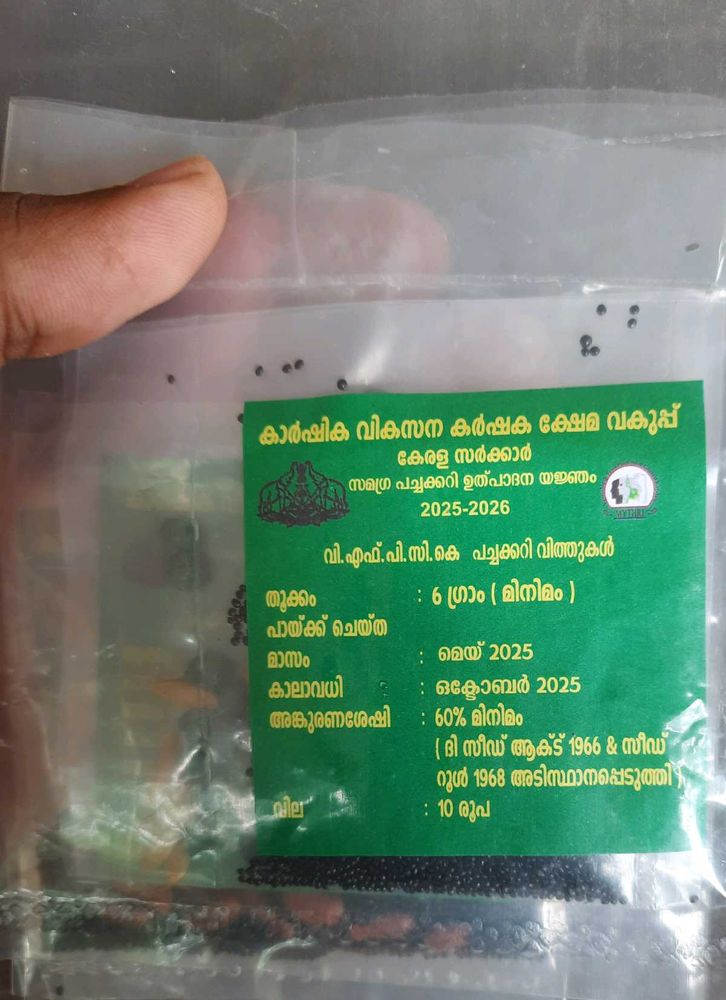 കാർഷിക വികസന കർഷക ക്ഷേമ വകുപ്പ്
കേരള സർക്കാർ
സമഗ്ര പച്ചക്കറി ഉത്പാദന യജ്ഞം
2025-2026
MYTHRI
വി.എഫ്.പി.സി.കെ പച്ചക്കറി വിത്തുകൾ
തൂക്കം : 6 ഗ്രാം ( മിനിമം )
പായ്ക്ക് ചെയ്ത
മാസം : മെയ് 2025
കാലാവധി : ഒക്ടോബർ 2025
അങ്കുരണശേഷി : 60% മിനിമം
( ദി സീഡ് ആക്ട് 1966 & സീഡ്
റൂൾ 1968 അടിസ്ഥാനപ്പെടുത്തി )
വില : 10 രൂപ